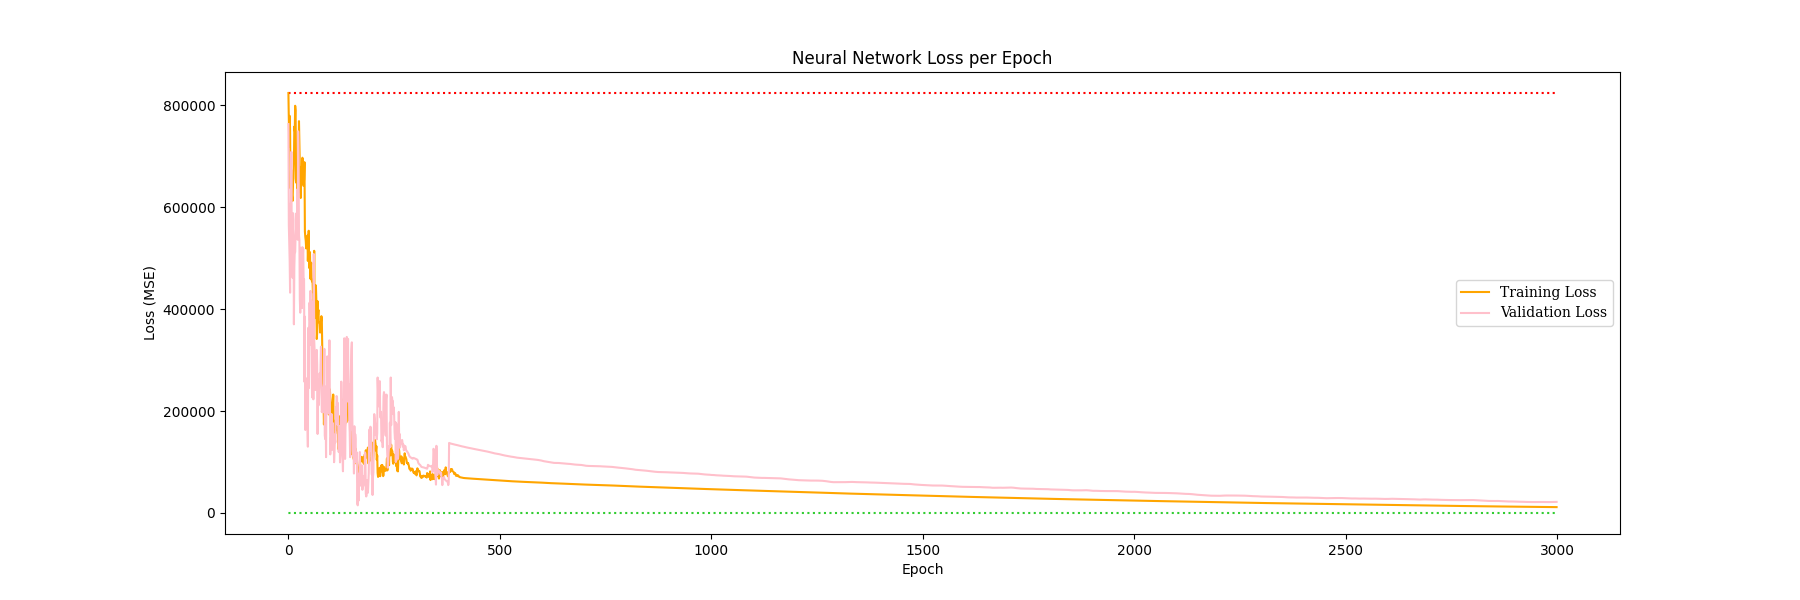 Neural Network Loss per Epoch
800000
600000
400000
200000
0
Loss (MSE)
Training Loss
Validation Loss
0 500 1000 1500 2000 2500 3000
Epoch